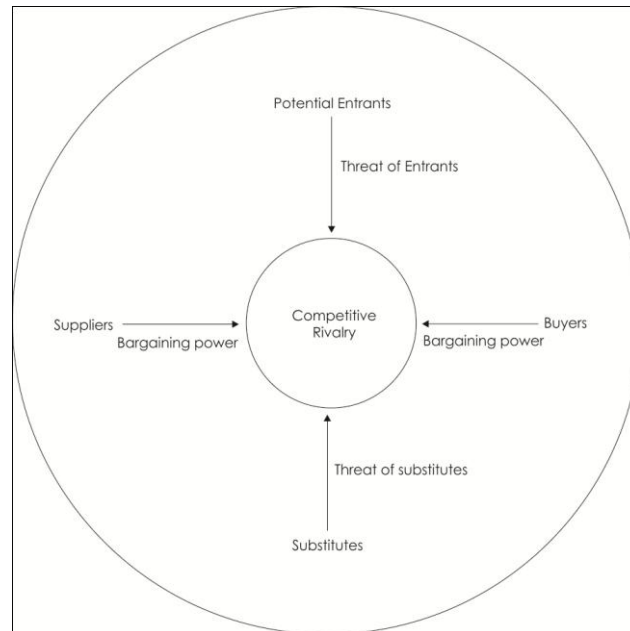 Potential Entrants
Threat of Entrants
Competitive
Rivalry
Suppliers
Bargaining power
Buyers
Bargaining power
Threat of substitutes
Substitutes